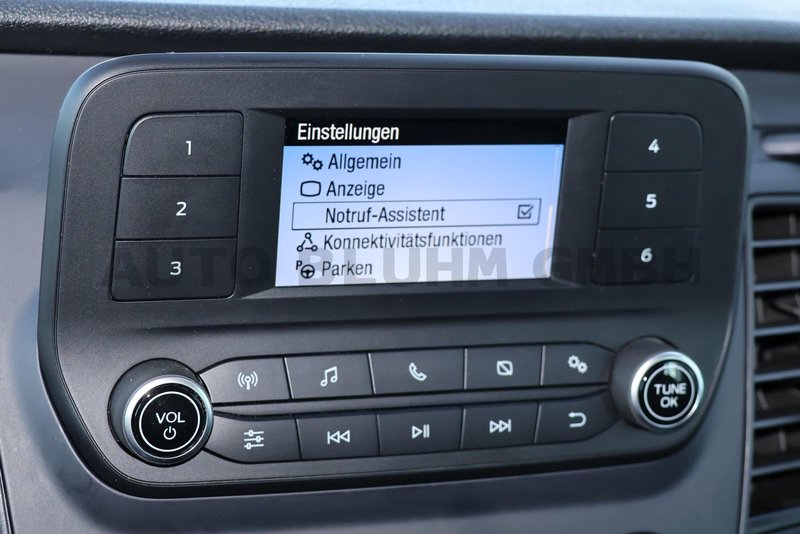 Einstellungen
Allgemein
Anzeige
Notruf-Assistent
Konnektivitätsfunktionen
P Parken
1
2
3
4
5
6
AUTO BLUHM GMBH
VOL
TUNE
OK